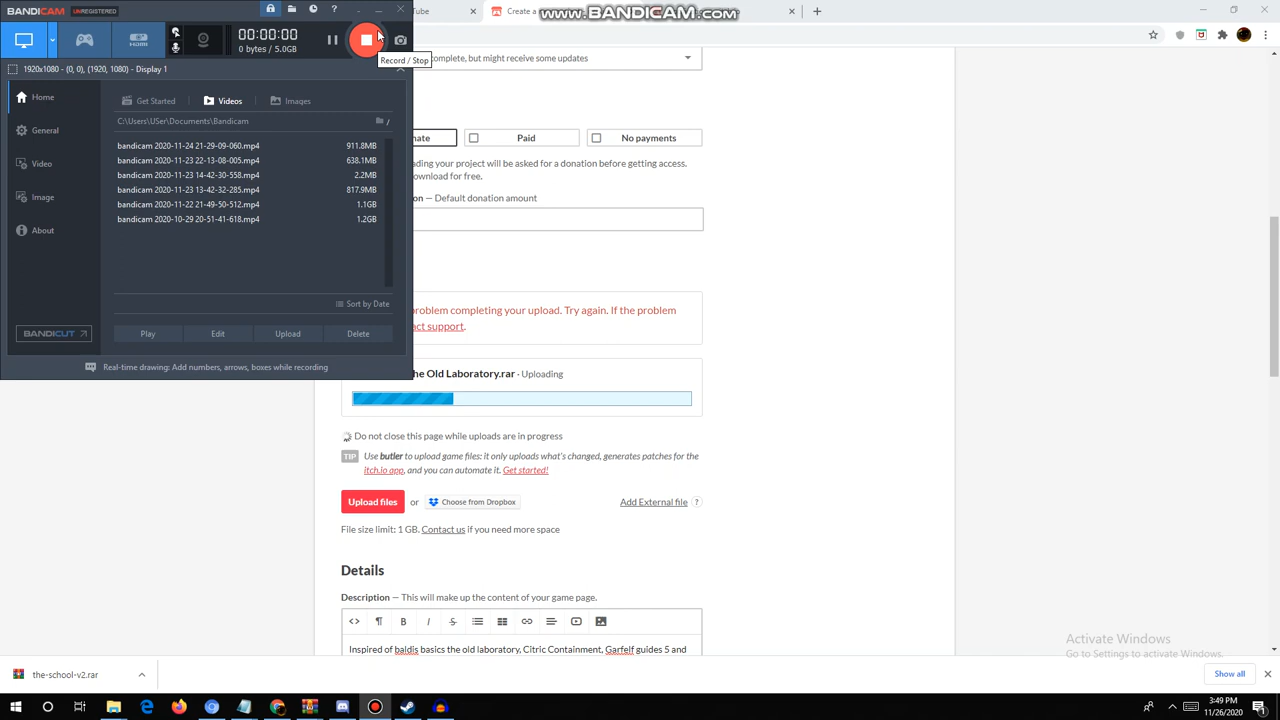 BANDICAM UNREGISTERED
www.BANDICAM.com
Tube
Create a
00:00:00
0 bytes / 5.0GB
Record / Stop
1920x1080 - (0, 0), (1920, 1080) - Display 1
Home
General
Video
Image
About
BANDICUT
Get Started
Videos
Images
C:\Users\USer\Documents\Bandicam
bandicam 2020-11-24 21-29-09-060.mp4 911.8MB
bandicam 2020-11-23 22-13-08-005.mp4 638.1MB
bandicam 2020-11-23 14-42-30-558.mp4 2.2MB
bandicam 2020-11-23 13-42-32-285.mp4 817.9MB
bandicam 2020-11-22 21-49-50-512.mp4 1.1GB
bandicam 2020-10-29 20-51-41-618.mp4 1.2GB
Sort by Date
Play Edit Upload Delete
Real-time drawing: Add numbers, arrows, boxes while recording
complete, but might receive some updates
nate Paid No payments
ading your project will be asked for a donation before getting access.
ownload for free.
on — Default donation amount
problem completing your upload. Try again. If the problem
act support.
he Old Laboratory.rar · Uploading
Do not close this page while uploads are in progress
TIP Use butler to upload game files: it only uploads what's changed, generates patches for the
itch.io app, and you can automate it. Get started!
Upload files or Choose from Dropbox Add External file ?
File size limit: 1 GB. Contact us if you need more space
Details
Description — This will make up the content of your game page.
Inspired of baldis basics the old laboratory, Citric Containment, Garfelf guides 5 and
Activate Windows
Go to Settings to activate Windows.
the-school-v2.rar
Show all
3:49 PM
11/26/2020